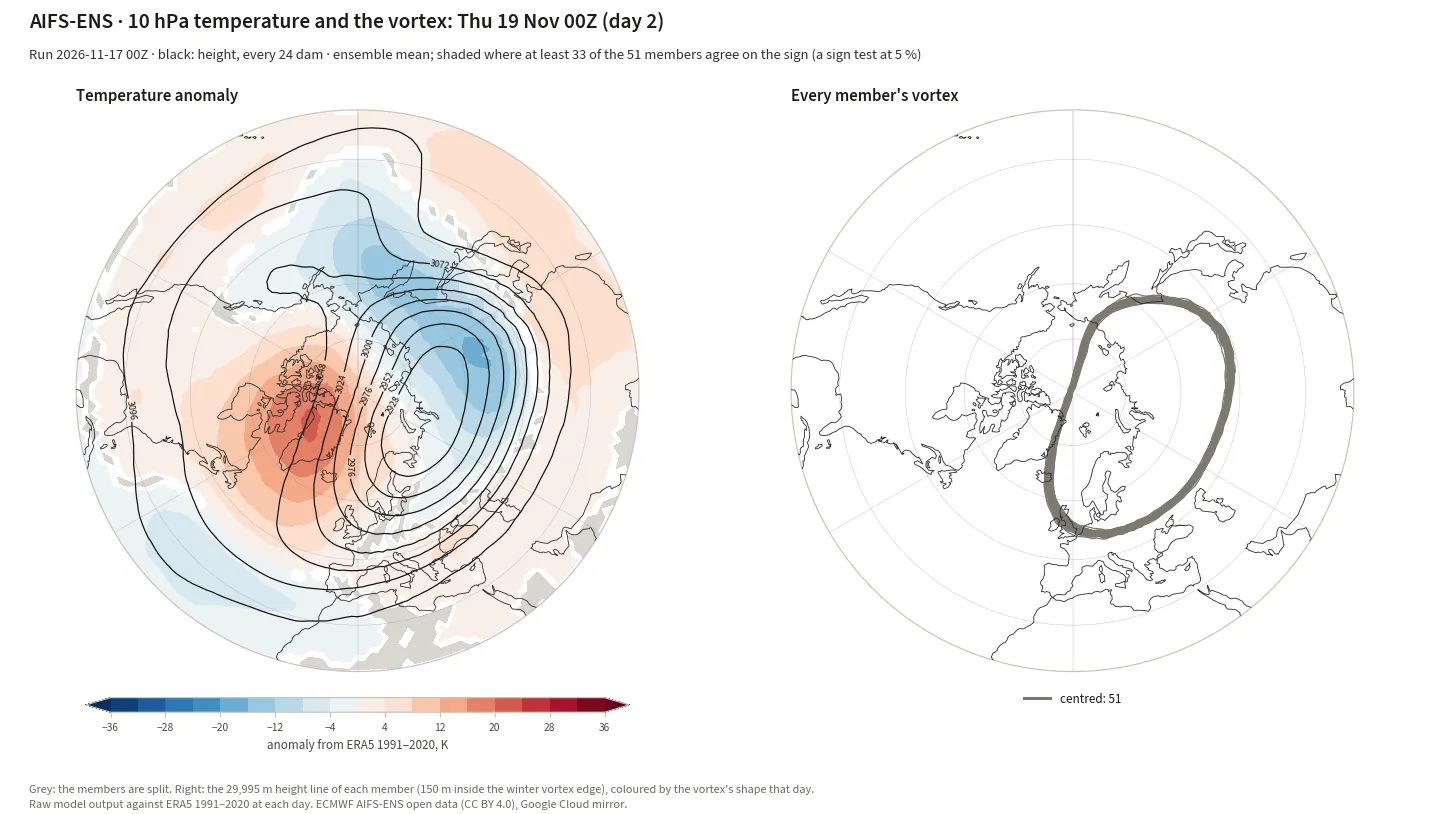 AIFS-ENS · 10 hPa temperature and the vortex: Thu 19 Nov 00Z (day 2)
Run 2026-11-17 00Z · black: height, every 24 dam · ensemble mean; shaded where at least 33 of the 51 members agree on the sign (a sign test at 5 %)
Temperature anomaly
Every member's vortex
3072
3000
3024
2952
2976
2928
3096
2976
centred: 51
−36 −28 −20 −12 −4 4 12 20 28 36
anomaly from ERA5 1991–2020, K
Grey: the members are split. Right: the 29,995 m height line of each member (150 m inside the winter vortex edge), coloured by the vortex's shape that day.
Raw model output against ERA5 1991–2020 at each day. ECMWF AIFS-ENS open data (CC BY 4.0), Google Cloud mirror.